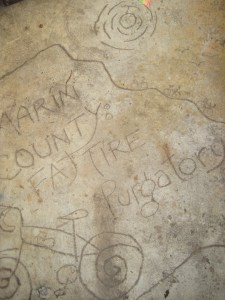 MARIN
COUNTY:
FAT TIRE
Purgatory